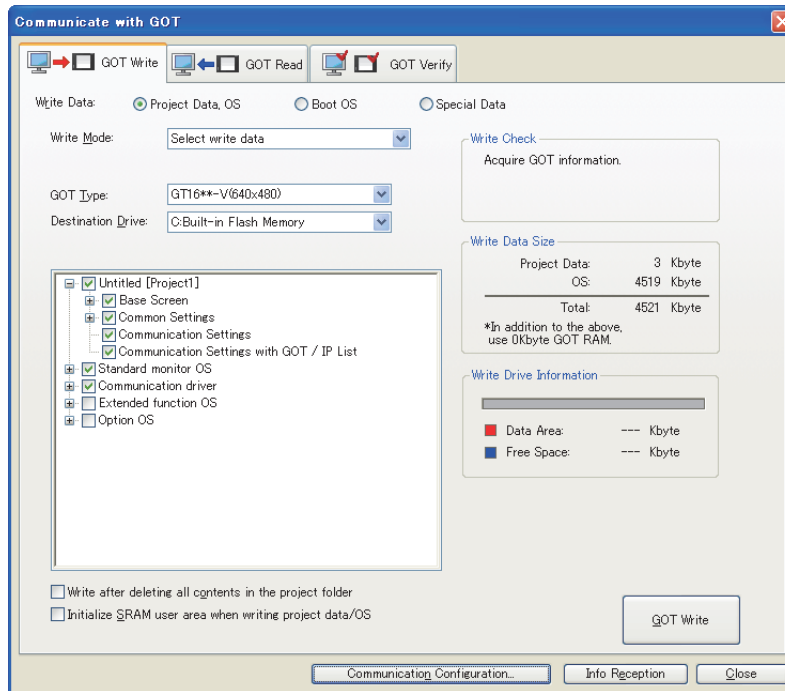 Communicate with GOT
GOT Write
GOT Read
GOT Verify
Write Data:
Project Data, OS
Boot OS
Special Data
Write Mode:
Select write data
GOT Type:
GT16**-V(640x480)
Destination Drive:
C:Built-in Flash Memory
Untitled [Project1]
Base Screen
Common Settings
Communication Settings
Communication Settings with GOT / IP List
Standard monitor OS
Communication driver
Extended function OS
Option OS
Write Check
Acquire GOT information.
Write Data Size
Project Data: 3 Kbyte
OS: 4519 Kbyte
Total: 4521 Kbyte
*In addition to the above,
use 0Kbyte GOT RAM.
Write Drive Information
Data Area: --- Kbyte
Free Space: --- Kbyte
Write after deleting all contents in the project folder
Initialize SRAM user area when writing project data/OS
GOT Write
Communication Configuration...
Info Reception
Close